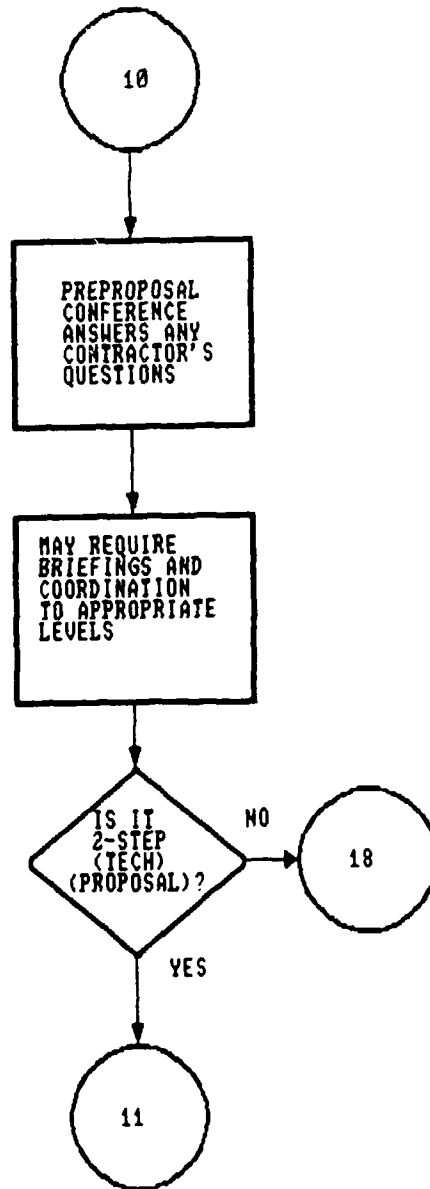 10
PREPROPOSAL
CONFERENCE
ANSWERS ANY
CONTRACTOR'S
QUESTIONS
MAY REQUIRE
BRIEFINGS AND
COORDINATION
TO APPROPRIATE
LEVELS
IS IT
2-STEP
(TECH)
(PROPOSAL)?
NO
18
YES
11